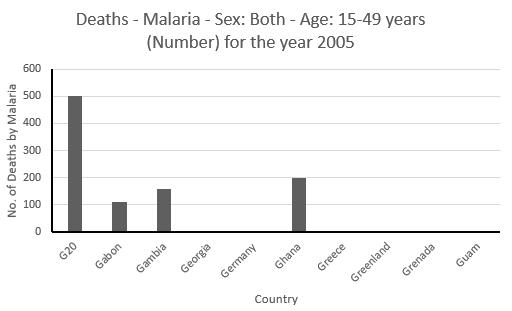 Deaths - Malaria - Sex: Both - Age: 15-49 years
(Number) for the year 2005
600
500
400
300
200
100
0
No. of Deaths by Malaria
G20
Gabon
Gambia
Georgia
Germany
Ghana
Greece
Greenland
Grenada
Guam
Country